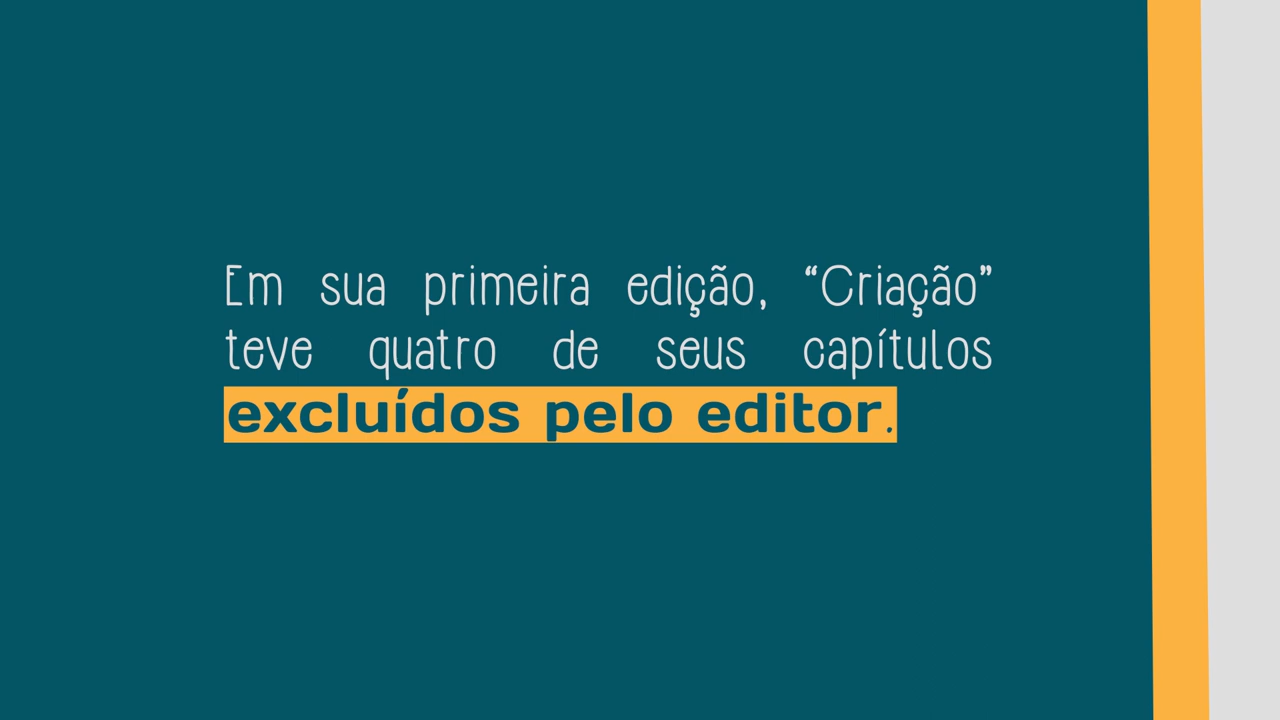 Em sua primeira edição, “Criação”
teve quatro de seus capítulos
excluídos pelo editor.